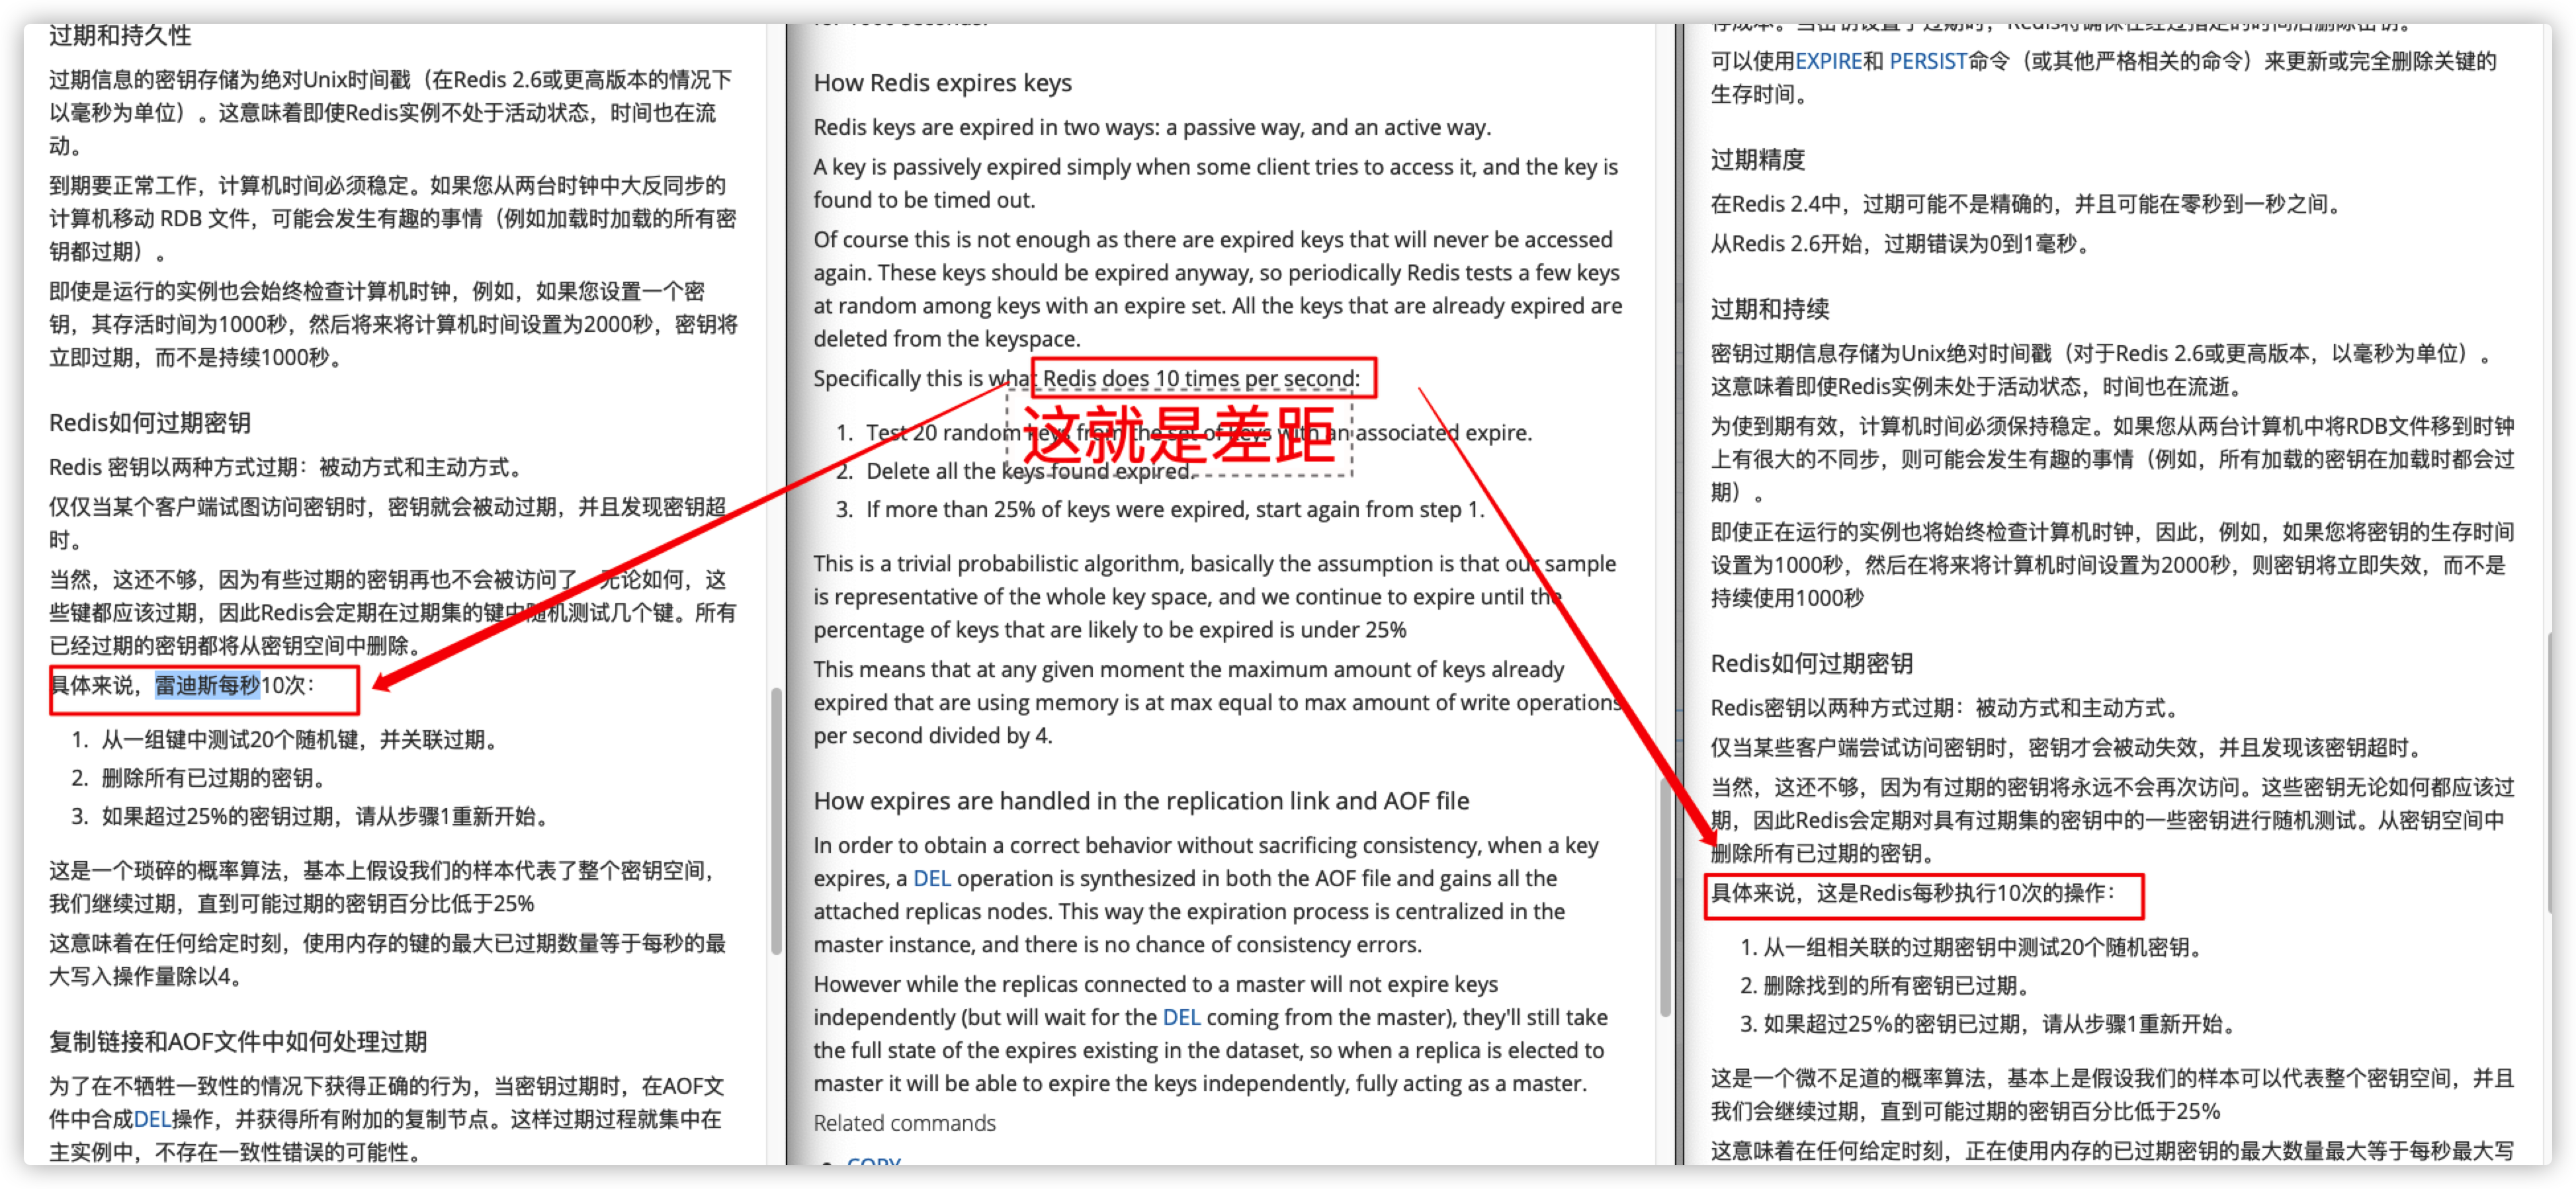 过期和持久性
过期信息的密钥存储为绝对Unix时间戳（在Redis 2.6或更高版本的情况下
以毫秒为单位）。这意味着即使Redis实例不处于活动状态，时间也在流
动。
到期要正常工作，计算机时间必须稳定。如果您从两台时钟中大反同步的
计算机移动 RDB 文件，可能会发生有趣的事情（例如加载时加载的所有密
钥都过期）。
即使是运行的实例也会始终检查计算机时钟，例如，如果您设置一个密
钥，其存活时间为1000秒，然后将来将计算机时间设置为2000秒，密钥将
立即过期，而不是持续1000秒。
Redis如何过期密钥
Redis 密钥以两种方式过期：被动方式和主动方式。
仅仅当某个客户端试图访问密钥时，密钥就会被动过期，并且发现密钥超
时。
当然，这还不够，因为有些过期的密钥再也不会被访问了。无论如何，这
些键都应该过期，因此Redis会定期在过期集的键中随机测试几个键。所有
已经过期的密钥都将从密钥空间中删除。
具体来说，雷迪斯每秒10次：
1. 从一组键中测试20个随机键，并关联过期。
2. 删除所有已过期的密钥。
3. 如果超过25%的密钥过期，请从步骤1重新开始。
这是一个琐碎的概率算法，基本上假设我们的样本代表了整个密钥空间，
我们继续过期，直到可能过期的密钥百分比低于25%
这意味着在任何给定时刻，使用内存的键的最大已过期数量等于每秒的最
大写入操作量除以4。
复制链接和AOF文件中如何处理过期
为了在不牺牲一致性的情况下获得正确的行为，当密钥过期时，在AOF文
件中合成DEL操作，并获得所有附加的复制节点。这样过期过程就集中在
主实例中，不存在一致性错误的可能性。
How Redis expires keys
Redis keys are expired in two ways: a passive way, and an active way.
A key is passively expired simply when some client tries to access it, and the key is
found to be timed out.
Of course this is not enough as there are expired keys that will never be accessed
again. These keys should be expired anyway, so periodically Redis tests a few keys
at random among keys with an expire set. All the keys that are already expired are
deleted from the keyspace.
Specifically this is what Redis does 10 times per second:
这就是差距
1. Test 20 random keys from the set of keys with an associated expire.
2. Delete all the keys found expired.
3. If more than 25% of keys were expired, start again from step 1.
This is a trivial probabilistic algorithm, basically the assumption is that our sample
is representative of the whole key space, and we continue to expire until the
percentage of keys that are likely to be expired is under 25%
This means that at any given moment the maximum amount of keys already
expired that are using memory is at max equal to max amount of write operations
per second divided by 4.
How expires are handled in the replication link and AOF file
In order to obtain a correct behavior without sacrificing consistency, when a key
expires, a DEL operation is synthesized in both the AOF file and gains all the
attached replicas nodes. This way the expiration process is centralized in the
master instance, and there is no chance of consistency errors.
However while the replicas connected to a master will not expire keys
independently (but will wait for the DEL coming from the master), they'll still take
the full state of the expires existing in the dataset, so when a replica is elected to
master it will be able to expire the keys independently, fully acting as a master.
Related commands
COPY
存成本。当密钥设置了过期时，Redis将确保在经过指定的时间后删除密钥。
可以使用EXPIRE和 PERSIST命令（或其他严格相关的命令）来更新或完全删除关键的
生存时间。
过期精度
在Redis 2.4中，过期可能不是精确的，并且可能在零秒到一秒之间。
从Redis 2.6开始，过期错误为0到1毫秒。
过期和持续
密钥过期信息存储为Unix绝对时间戳（对于Redis 2.6或更高版本，以毫秒为单位）。
这意味着即使Redis实例未处于活动状态，时间也在流逝。
为使到期有效，计算机时间必须保持稳定。如果您从两台计算机中将RDB文件移到时钟
上有很大的不同步，则可能会发生有趣的事情（例如，所有加载的密钥在加载时都会过
期）。
即使正在运行的实例也将始终检查计算机时钟，因此，例如，如果您将密钥的生存时间
设置为1000秒，然后在将来将计算机时间设置为2000秒，则密钥将立即失效，而不是
持续使用1000秒
Redis如何过期密钥
Redis密钥以两种方式过期：被动方式和主动方式。
仅当某些客户端尝试访问密钥时，密钥才会被动失效，并且发现该密钥超时。
当然，这还不够，因为有过期的密钥将永远不会再次访问。这些密钥无论如何都应该过
期，因此Redis会定期对具有过期集的密钥中的一些密钥进行随机测试。从密钥空间中
删除所有已过期的密钥。
具体来说，这是Redis每秒执行10次的操作：
1. 从一组相关联的过期密钥中测试20个随机密钥。
2. 删除找到的所有密钥已过期。
3. 如果超过25%的密钥已过期，请从步骤1重新开始。
这是一个微不足道的概率算法，基本上是假设我们的样本可以代表整个密钥空间，并且
我们会继续过期，直到可能过期的密钥百分比低于25%
这意味着在任何给定时刻，正在使用内存的已过期密钥的最大数量最大等于每秒最大写